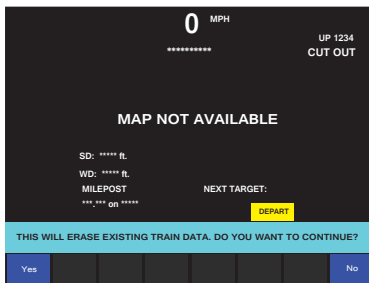 0 MPH
UP 1234
**********
CUT OUT
MAP NOT AVAILABLE
SD: ***** ft.
WD: ***** ft.
MILEPOST NEXT TARGET:
***.*** on *****
DEPART
THIS WILL ERASE EXISTING TRAIN DATA. DO YOU WANT TO CONTINUE?
Yes No